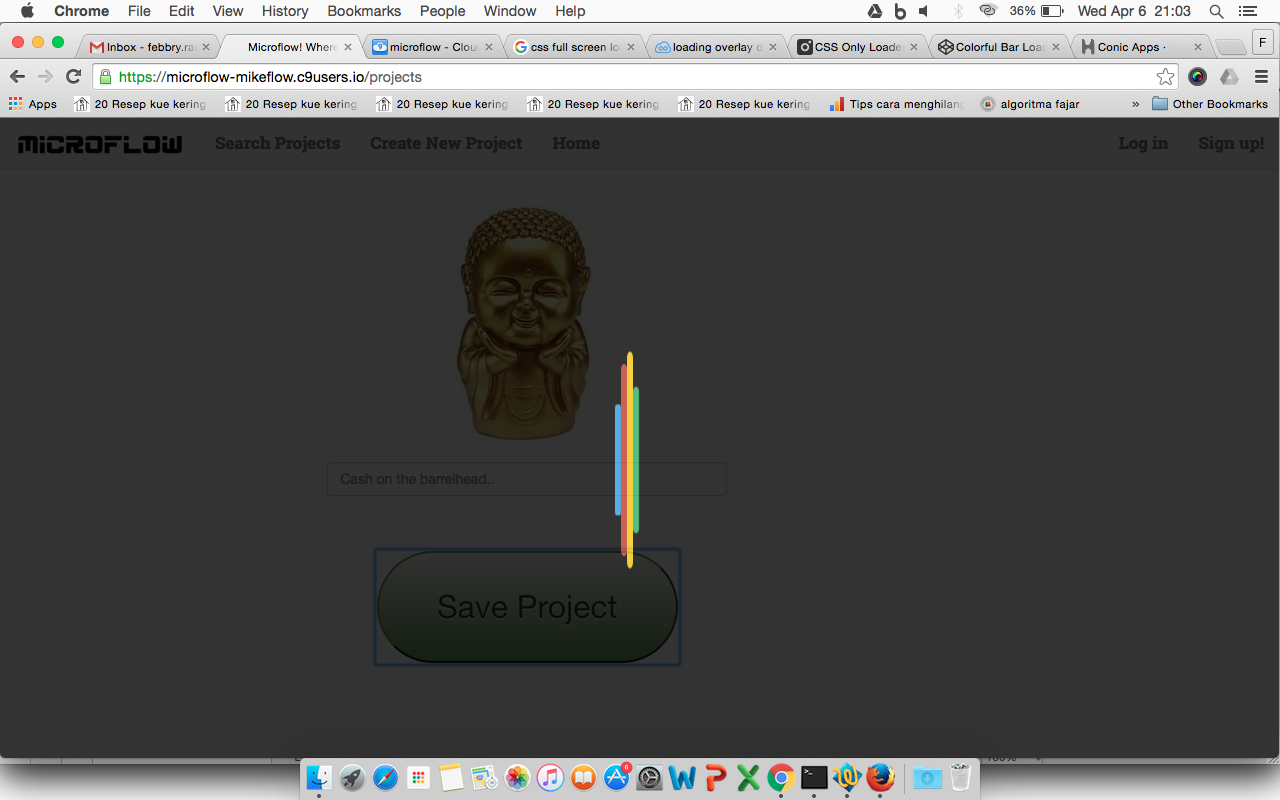 Chrome File Edit View History Bookmarks People Window Help 36% Wed Apr 6 21:03
Inbox - febbry.ra Microflow! Where microflow - Clou css full screen lo loading overlay d CSS Only Loade Colorful Bar Loa Conic Apps · F
https://microflow-mikeflow.c9users.io/projects
Apps 20 Resep kue kering 20 Resep kue kering 20 Resep kue kering 20 Resep kue kering 20 Resep kue kering Tips cara menghilang algoritma fajar » Other Bookmarks
MICROFLOW Search Projects Create New Project Home Log in Sign up!
Cash on the barrelhead..
Save Project
6